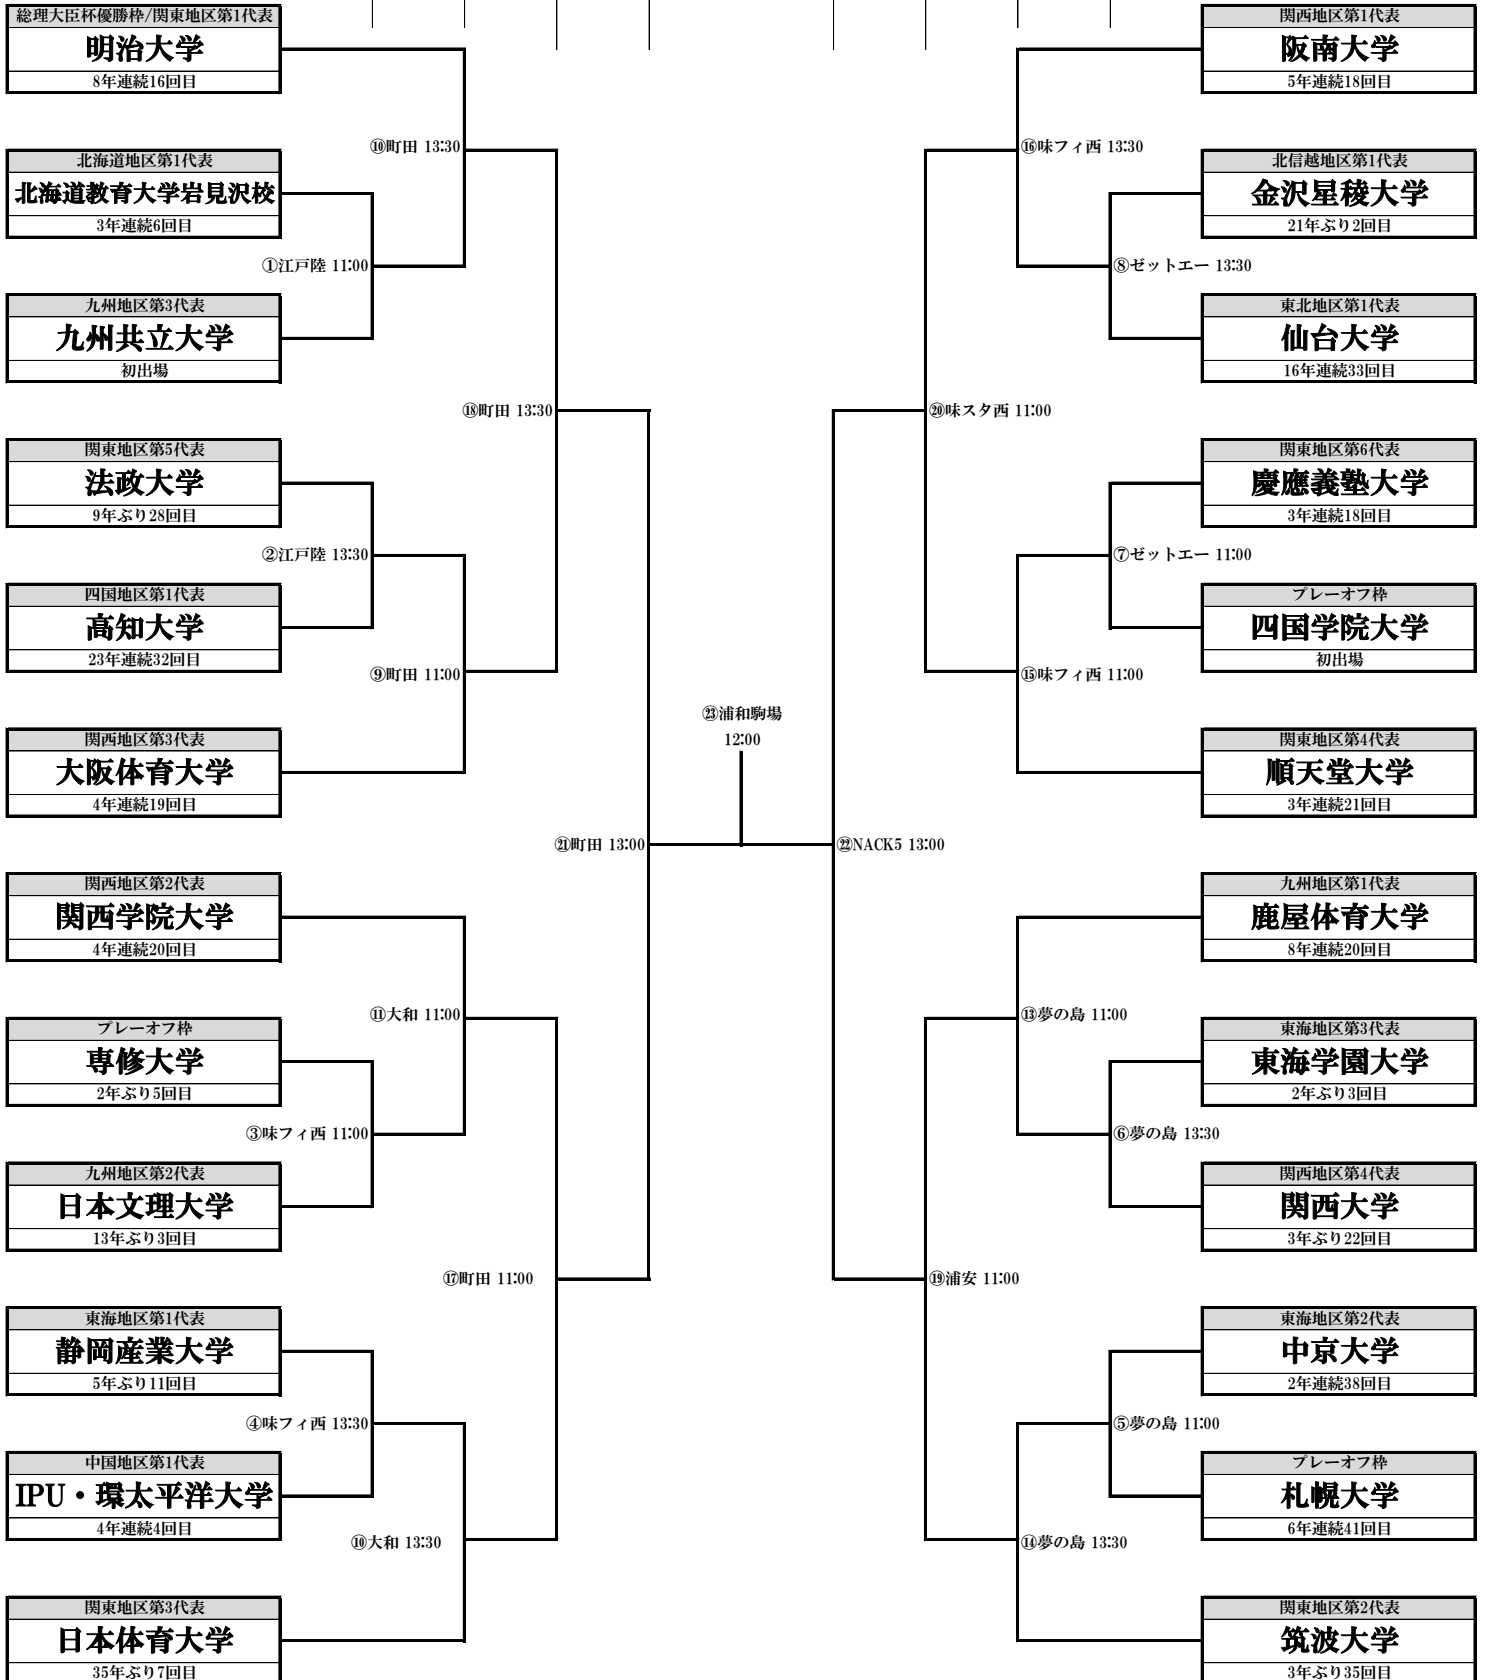 総理大臣杯優勝枠/関東地区第1代表
明治大学
8年連続16回目
⑩町田 13:30
北海道地区第1代表
北海道教育大学岩見沢校
3年連続6回目
①江戸陸 11:00
九州地区第3代表
九州共立大学
初出場
⑱町田 13:30
関東地区第5代表
法政大学
9年ぶり28回目
②江戸陸 13:30
四国地区第1代表
高知大学
23年連続32回目
⑨町田 11:00
関西地区第3代表
大阪体育大学
4年連続19回目
㉑町田 13:00
関西地区第2代表
関西学院大学
4年連続20回目
⑪大和 11:00
プレーオフ枠
専修大学
2年ぶり5回目
③味フィ西 11:00
九州地区第2代表
日本文理大学
13年ぶり3回目
⑰町田 11:00
東海地区第1代表
静岡産業大学
5年ぶり11回目
④味フィ西 13:30
中国地区第1代表
IPU・環太平洋大学
4年連続4回目
⑩大和 13:30
関東地区第3代表
日本体育大学
35年ぶり7回目
㉓浦和駒場
12:00
関西地区第1代表
阪南大学
5年連続18回目
⑯味フィ西 13:30
北信越地区第1代表
金沢星稜大学
21年ぶり2回目
⑧ゼットエー 13:30
東北地区第1代表
仙台大学
16年連続33回目
⑳味スタ西 11:00
関東地区第6代表
慶應義塾大学
3年連続18回目
⑦ゼットエー 11:00
プレーオフ枠
四国学院大学
初出場
⑮味フィ西 11:00
関東地区第4代表
順天堂大学
3年連続21回目
㉒NACK5 13:00
九州地区第1代表
鹿屋体育大学
8年連続20回目
⑬夢の島 11:00
東海地区第3代表
東海学園大学
2年ぶり3回目
⑥夢の島 13:30
関西地区第4代表
関西大学
3年ぶり22回目
⑲浦安 11:00
東海地区第2代表
中京大学
2年連続38回目
⑤夢の島 11:00
プレーオフ枠
札幌大学
6年連続41回目
⑭夢の島 13:30
関東地区第2代表
筑波大学
3年ぶり35回目